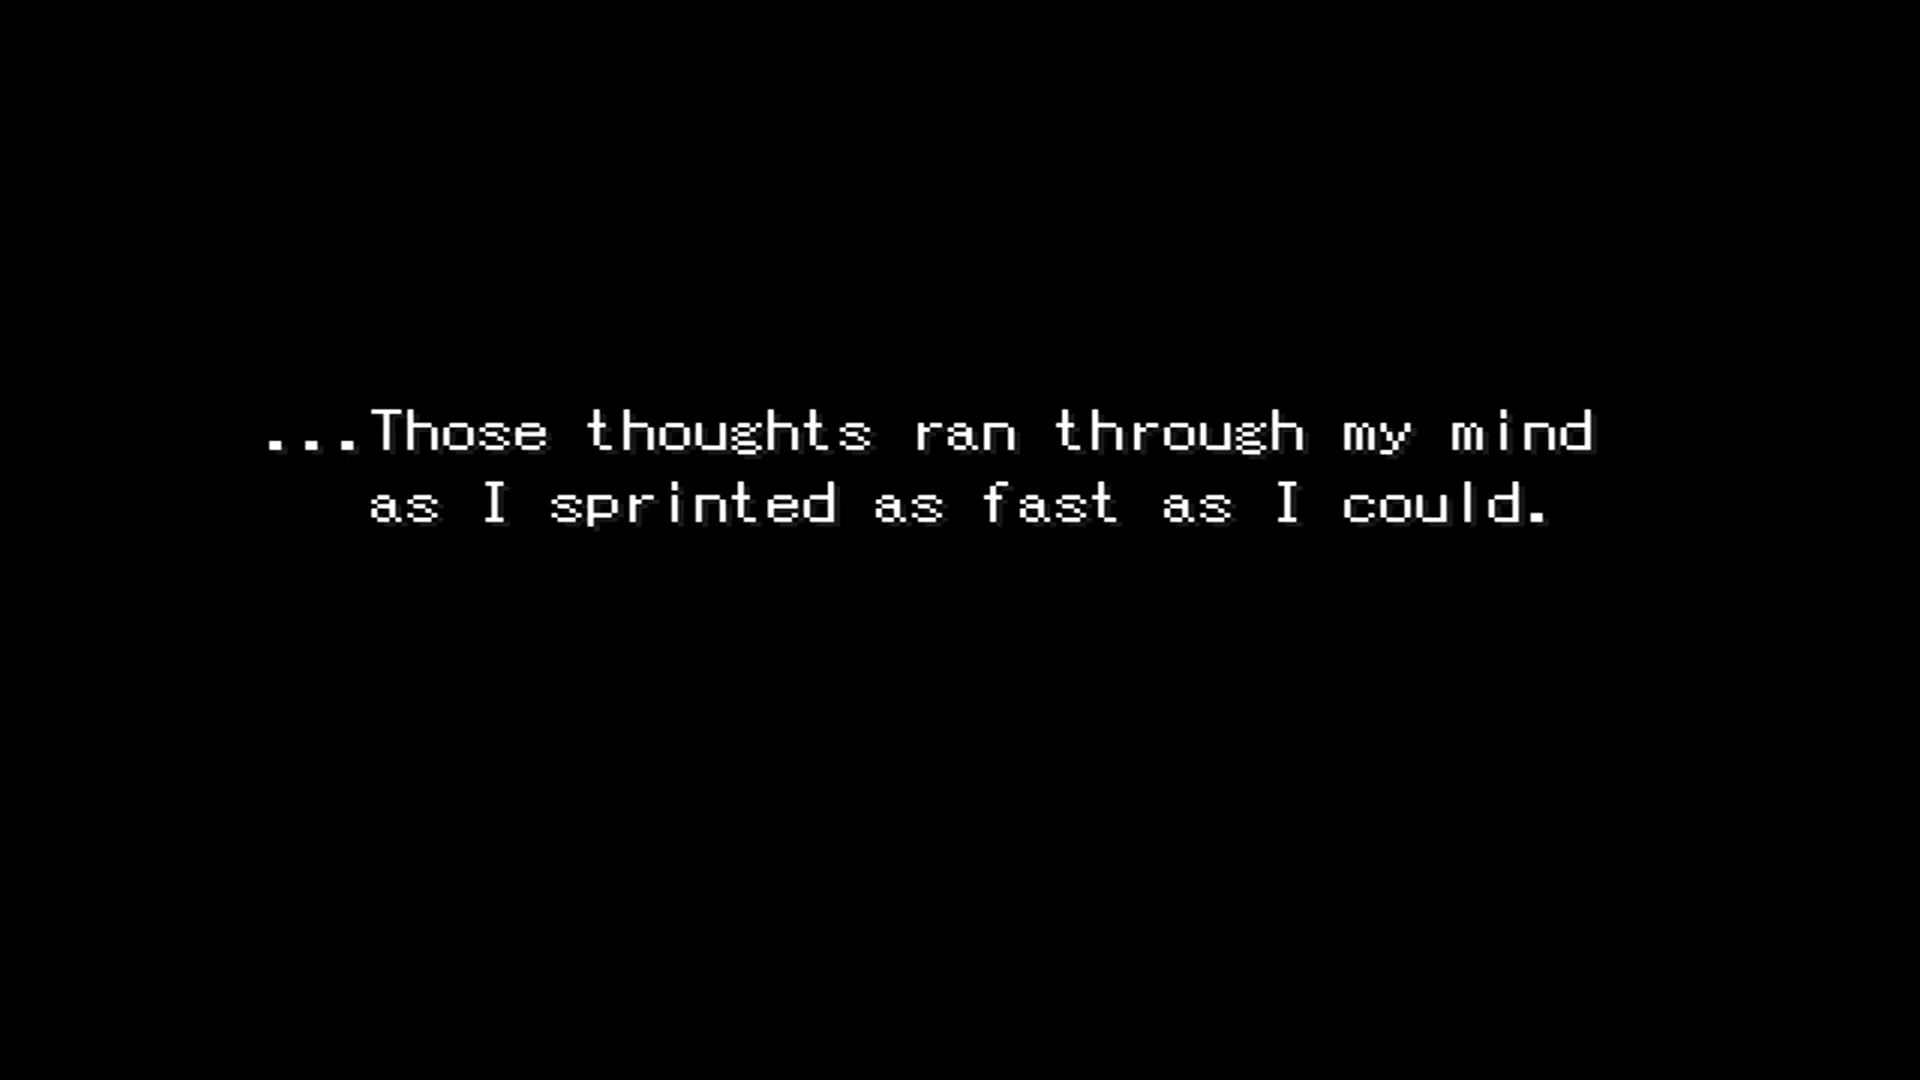 ...Those thoughts ran through my mind
as I sprinted as fast as I could.